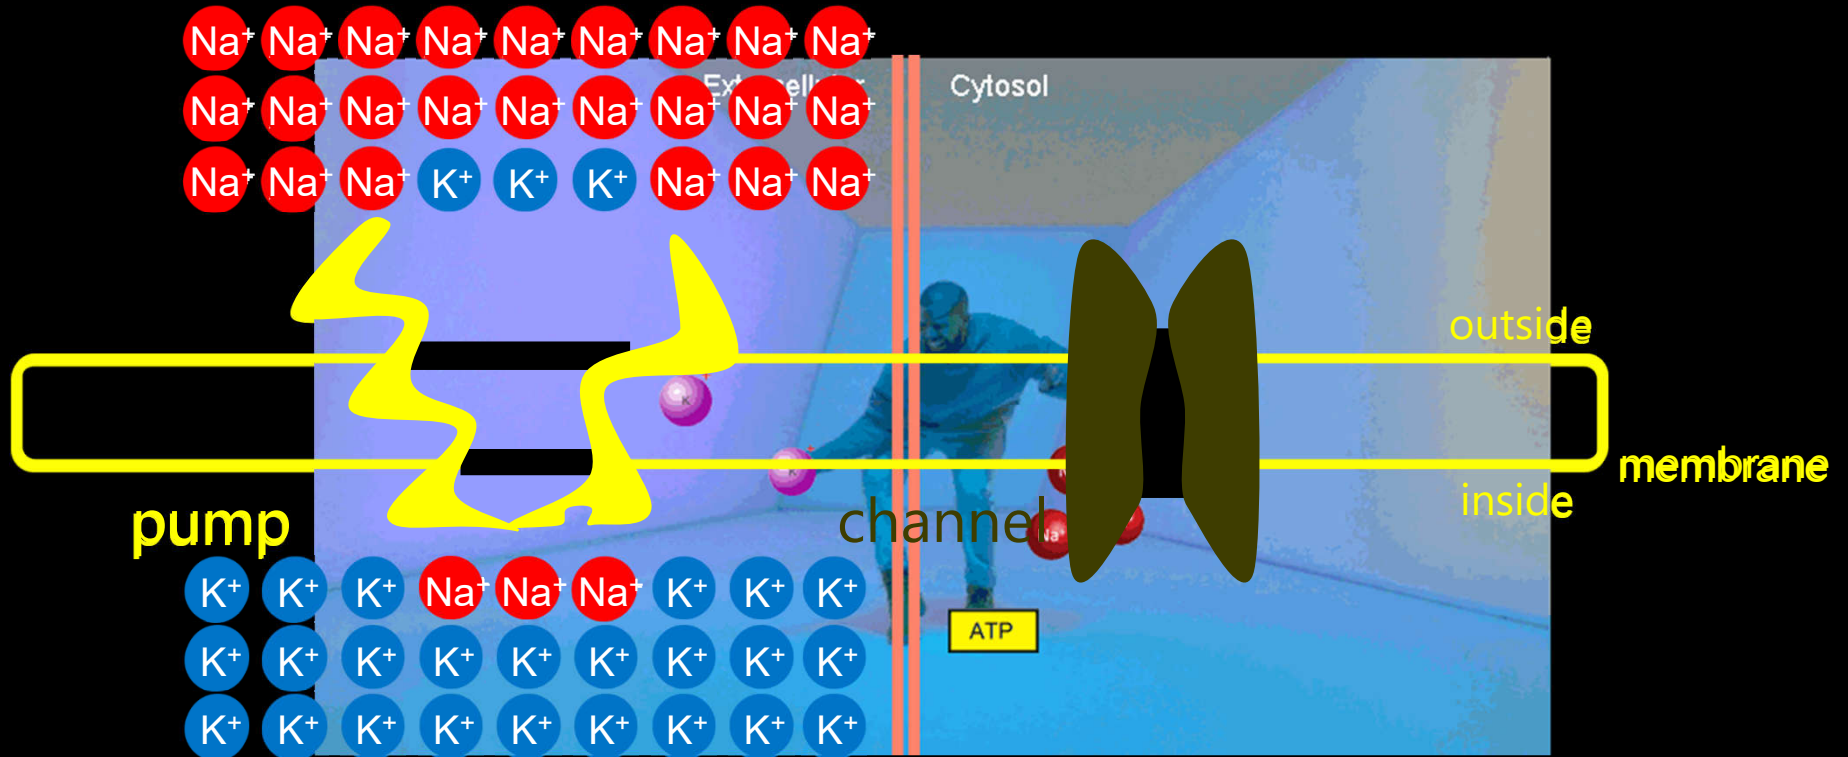 Na⁺ Na⁺ Na⁺ Na⁺ Na⁺ Na⁺ Na⁺ Na⁺ Na⁺
Cytosol
Na⁺ Na⁺ Na⁺ Na⁺ Na⁺ Na⁺ Na⁺ Na⁺ Na⁺
Na⁺ Na⁺ Na⁺ K⁺ K⁺ K⁺ Na⁺ Na⁺ Na⁺
outside
K
K
membrane
inside
pump
channel
Na⁺
K⁺ K⁺ K⁺ Na⁺ Na⁺ Na⁺ K⁺ K⁺ K⁺
ATP
K⁺ K⁺ K⁺ K⁺ K⁺ K⁺ K⁺ K⁺ K⁺
K⁺ K⁺ K⁺ K⁺ K⁺ K⁺ K⁺ K⁺ K⁺